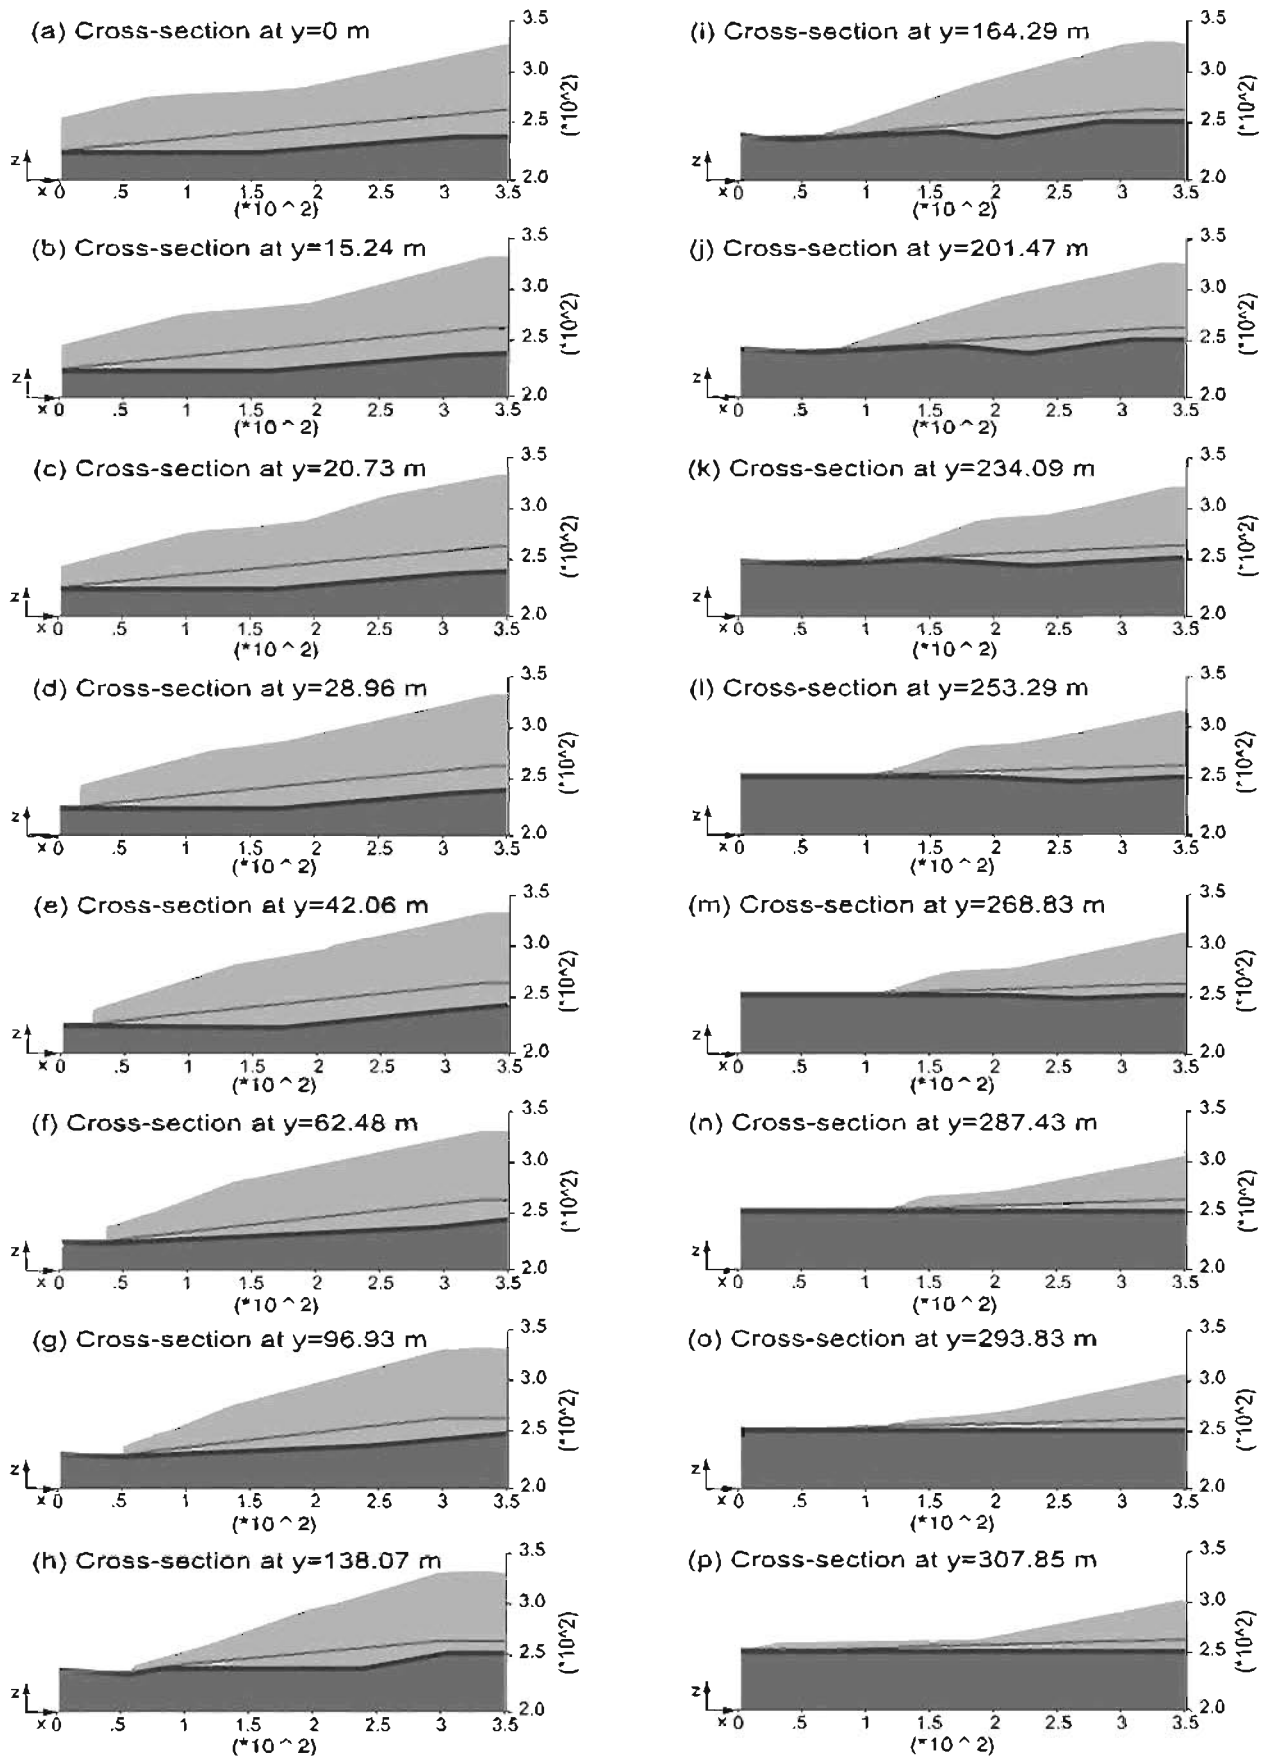 (a) Cross-section at y=0 m
3.5
3.0
2.5
2.0
(*10^2)
z
x 0 .5 1 1.5 2 2.5 3 3.5
(*10^2)
(b) Cross-section at y=15.24 m
3.5
3.0
2.5
2.0
(*10^2)
z
x 0 .5 1 1.5 2 2.5 3 3.5
(*10^2)
(c) Cross-section at y=20.73 m
3.5
3.0
2.5
2.0
(*10^2)
z
x 0 .5 1 1.5 2 2.5 3 3.5
(*10^2)
(d) Cross-section at y=28.96 m
3.5
3.0
2.5
2.0
(*10^2)
z
x 0 .5 1 1.5 2 2.5 3 3.5
(*10^2)
(e) Cross-section at y=42.06 m
3.5
3.0
2.5
2.0
(*10^2)
z
x 0 .5 1 1.5 2 2.5 3 3.5
(*10^2)
(f) Cross-section at y=62.48 m
3.5
3.0
2.5
2.0
(*10^2)
z
x 0 .5 1 1.5 2 2.5 3 3.5
(*10^2)
(g) Cross-section at y=96.93 m
3.5
3.0
2.5
2.0
(*10^2)
z
x 0 .5 1 1.5 2 2.5 3 3.5
(*10^2)
(h) Cross-section at y=138.07 m
3.5
3.0
2.5
2.0
(*10^2)
z
x 0 .5 1 1.5 2 2.5 3 3.5
(*10^2)
(i) Cross-section at y=164.29 m
3.5
3.0
2.5
2.0
(*10^2)
z
x 0 .5 1 1.5 2 2.5 3 3.5
(*10^2)
(j) Cross-section at y=201.47 m
3.5
3.0
2.5
2.0
(*10^2)
z
x 0 .5 1 1.5 2 2.5 3 3.5
(*10^2)
(k) Cross-section at y=234.09 m
3.5
3.0
2.5
2.0
(*10^2)
z
x 0 .5 1 1.5 2 2.5 3 3.5
(*10^2)
(l) Cross-section at y=253.29 m
3.5
3.0
2.5
2.0
(*10^2)
z
x 0 .5 1 1.5 2 2.5 3 3.5
(*10^2)
(m) Cross-section at y=268.83 m
3.5
3.0
2.5
2.0
(*10^2)
z
x 0 .5 1 1.5 2 2.5 3 3.5
(*10^2)
(n) Cross-section at y=287.43 m
3.5
3.0
2.5
2.0
(*10^2)
z
x 0 .5 1 1.5 2 2.5 3 3.5
(*10^2)
(o) Cross-section at y=293.83 m
3.5
3.0
2.5
2.0
(*10^2)
z
x 0 .5 1 1.5 2 2.5 3 3.5
(*10^2)
(p) Cross-section at y=307.85 m
3.5
3.0
2.5
2.0
(*10^2)
z
x 0 .5 1 1.5 2 2.5 3 3.5
(*10^2)